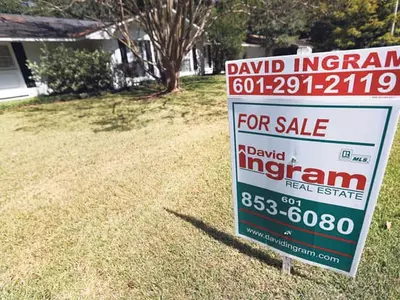 DAVID INGRAM
601-291-2119
FOR SALE
MLS
David
Ingram
REAL ESTATE
601
853-6080
www.davidingram.com